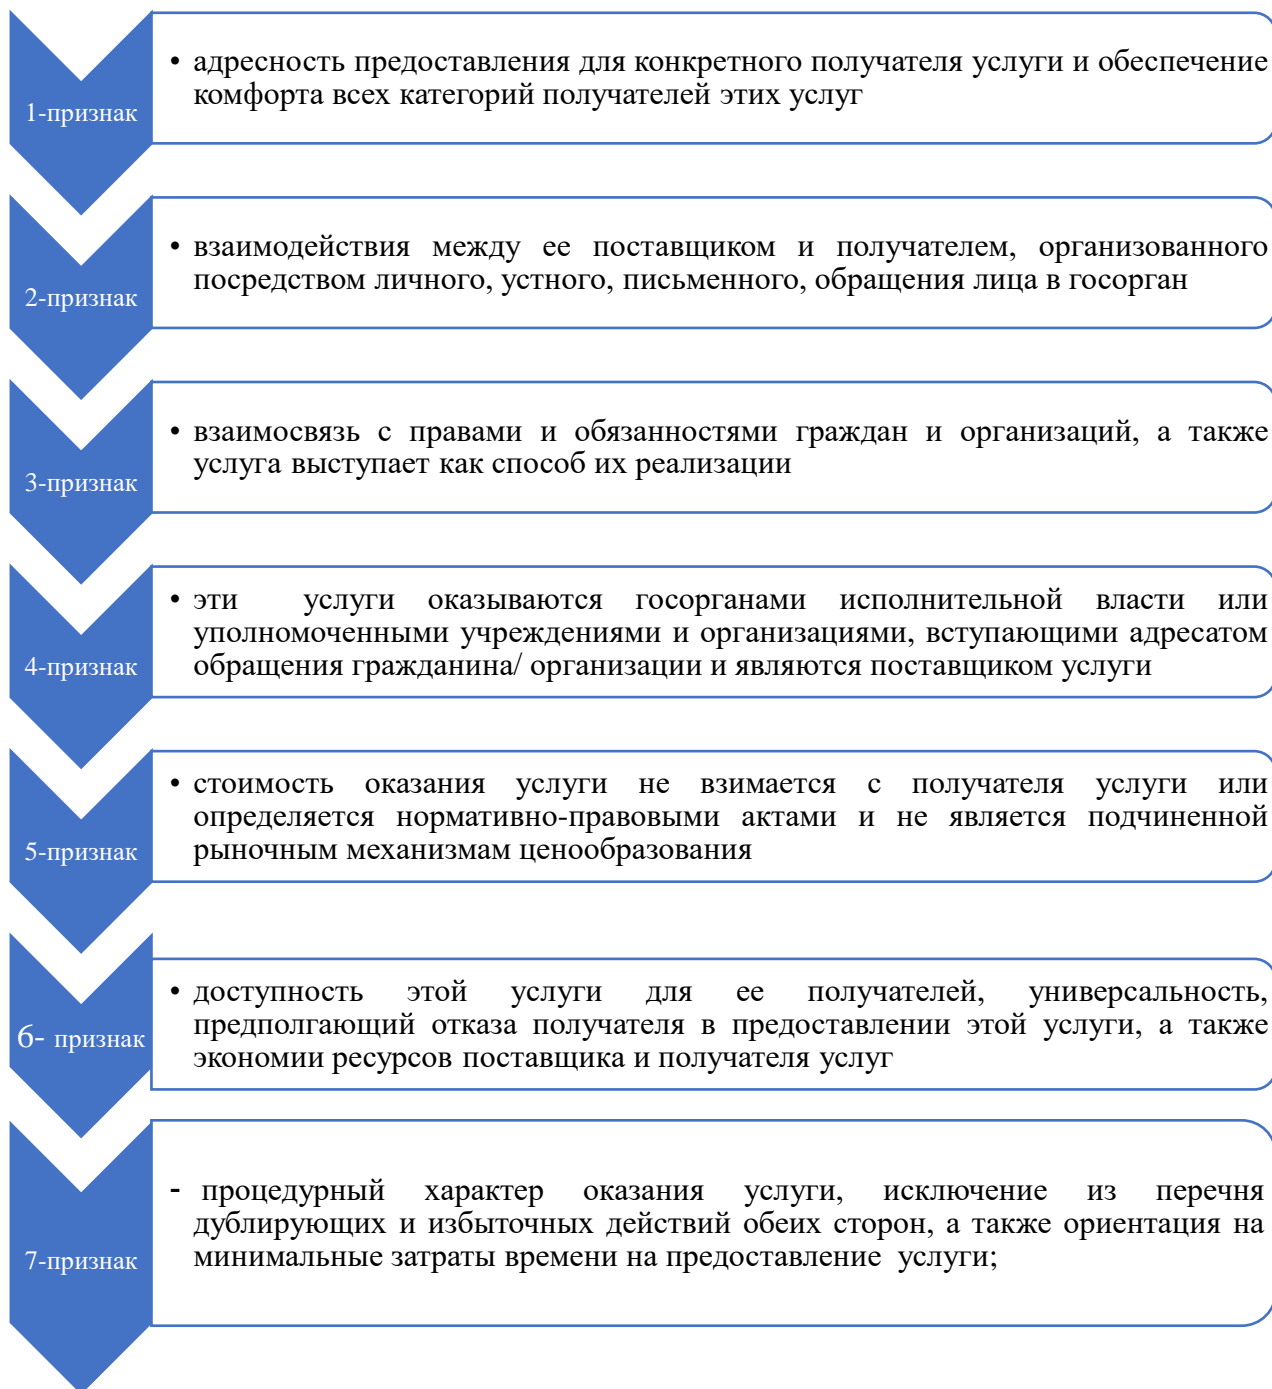 1-признак
• адресность предоставления для конкретного получателя услуги и обеспечение
комфорта всех категорий получателей этих услуг
2-признак
• взаимодействия между ее поставщиком и получателем, организованного
посредством личного, устного, письменного, обращения лица в госорган
3-признак
• взаимосвязь с правами и обязанностями граждан и организаций, а также
услуга выступает как способ их реализации
4-признак
• эти услуги оказываются госорганами исполнительной власти или
уполномоченными учреждениями и организациями, вступающими адресатом
обращения гражданина/ организации и являются поставщиком услуги
5-признак
• стоимость оказания услуги не взимается с получателя услуги или
определяется нормативно-правовыми актами и не является подчиненной
рыночным механизмам ценообразования
6- признак
• доступность этой услуги для ее получателей, универсальность,
предполгающий отказа получателя в предоставлении этой услуги, а также
экономии ресурсов поставщика и получателя услуг
7-признак
- процедурный характер оказания услуги, исключение из перечня
дублирующих и избыточных действий обеих сторон, а также ориентация на
минимальные затраты времени на предоставление услуги;